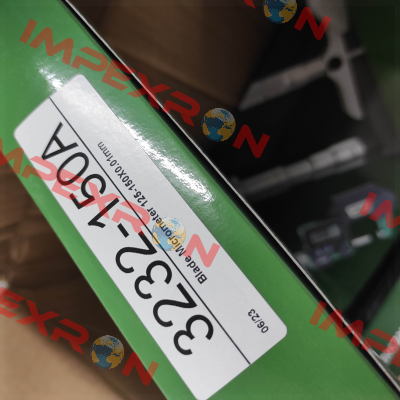 3232-150A
Blade Micrometer 125-150X0.01mm
06/23
IMPEXRON
IMPEXRON
IMPEXRON
IMPEXRON